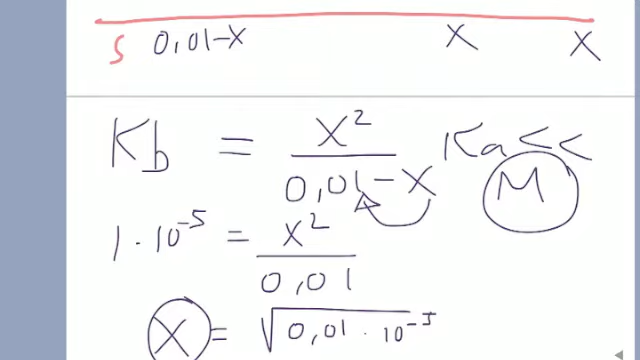 S 0,01-x x x
Kb = x² / 0,01-x Ka << M
1 · 10⁻⁵ = x² / 0,01
x = √0,01 · 10⁻⁵